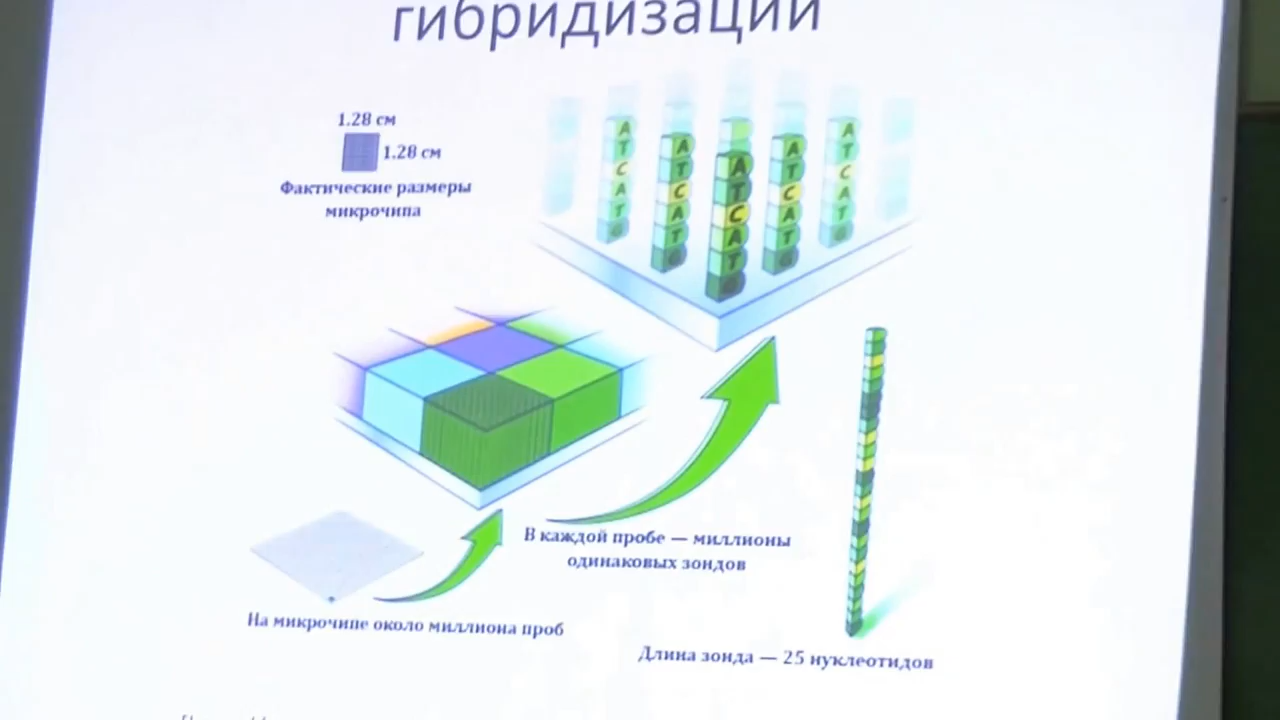 гибридизации
1.28 см
1.28 см
Фактические размеры
микрочипа
A A A A A
T T T T T
C C C C C
A A A A A
T T T T T
G
В каждой пробе — миллионы
одинаковых зондов
На микрочипе около миллиона проб
Длина зонда — 25 нуклеотидов